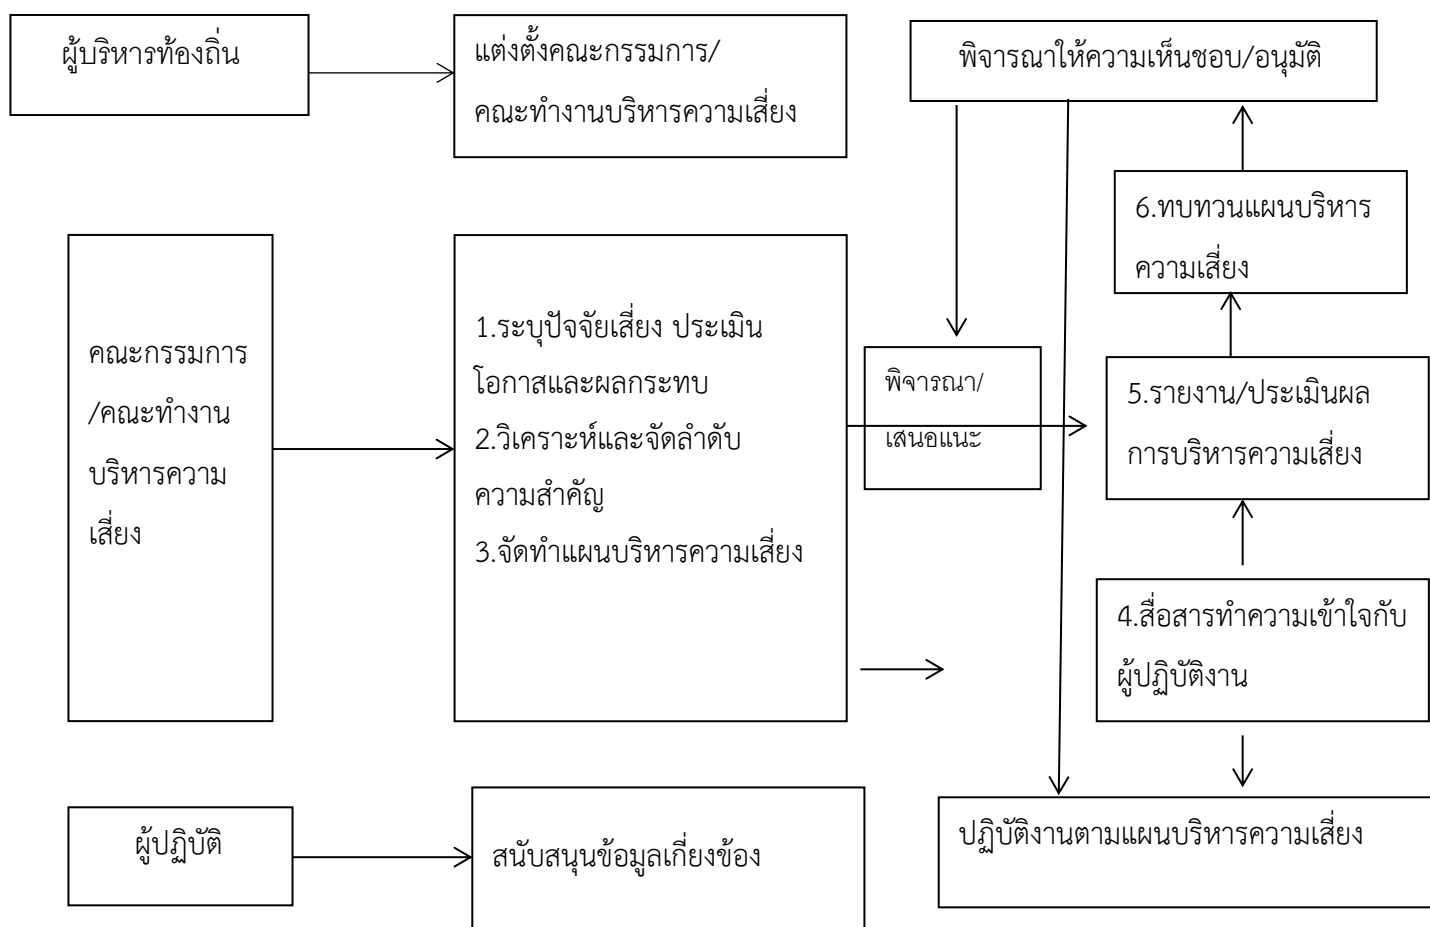 ผู้บริหารท้องถิ่น
แต่งตั้งคณะกรรมการ/
คณะทำงานบริหารความเสี่ยง
พิจารณาให้ความเห็นชอบ/อนุมัติ
6.ทบทวนแผนบริหาร
ความเสี่ยง
คณะกรรมการ
/คณะทำงาน
บริหารความ
เสี่ยง
1.ระบุปัจจัยเสี่ยง ประเมิน
โอกาสและผลกระทบ
2.วิเคราะห์และจัดลำดับ
ความสำคัญ
3.จัดทำแผนบริหารความเสี่ยง
พิจารณา/
เสนอแนะ
5.รายงาน/ประเมินผล
การบริหารความเสี่ยง
4.สื่อสารทำความเข้าใจกับ
ผู้ปฏิบัติงาน
ผู้ปฏิบัติ
สนับสนุนข้อมูลเกี่ยงข้อง
ปฏิบัติงานตามแผนบริหารความเสี่ยง